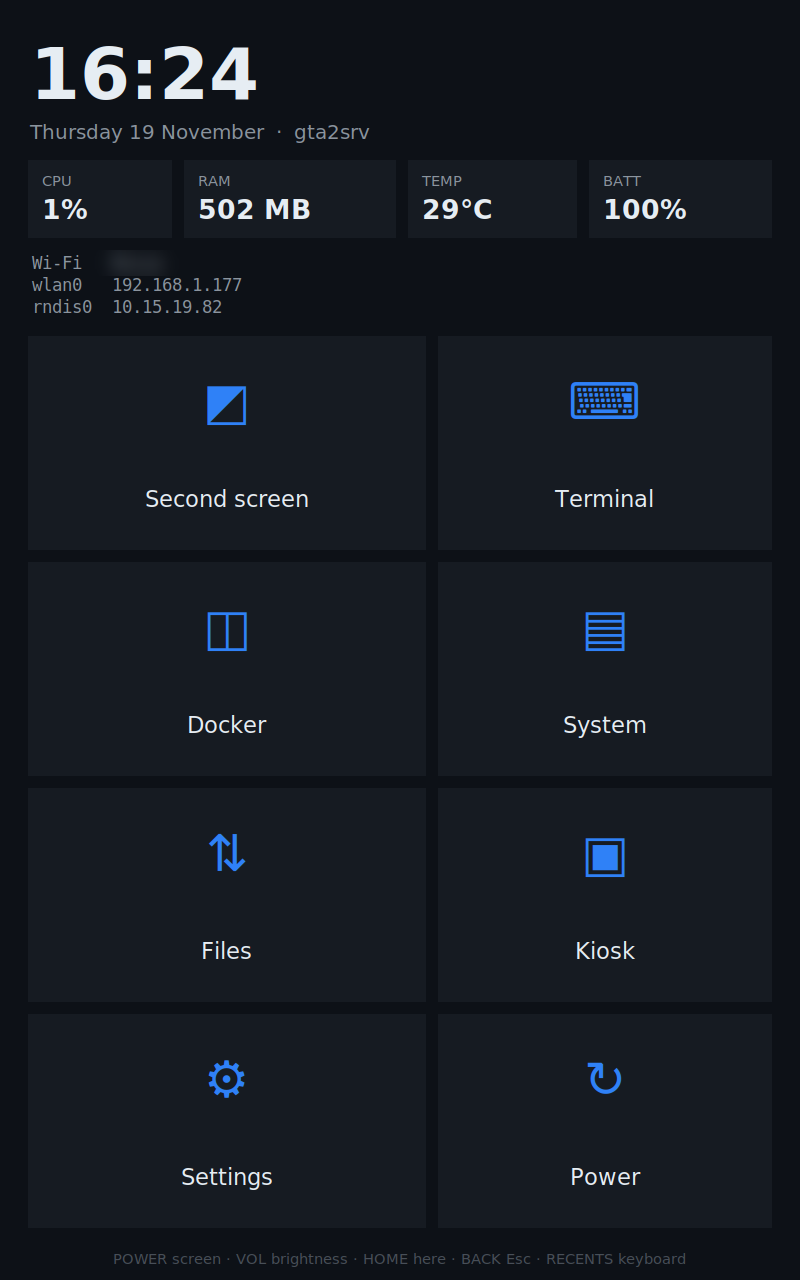 16:24
Thursday 19 November · gta2srv
CPU RAM TEMP BATT
1% 502 MB 29°C 100%
Wi-Fi
wlan0 192.168.1.177
rndis0 10.15.19.82
Second screen Terminal
Docker System
Files Kiosk
Settings Power
POWER screen · VOL brightness · HOME here · BACK Esc · RECENTS keyboard